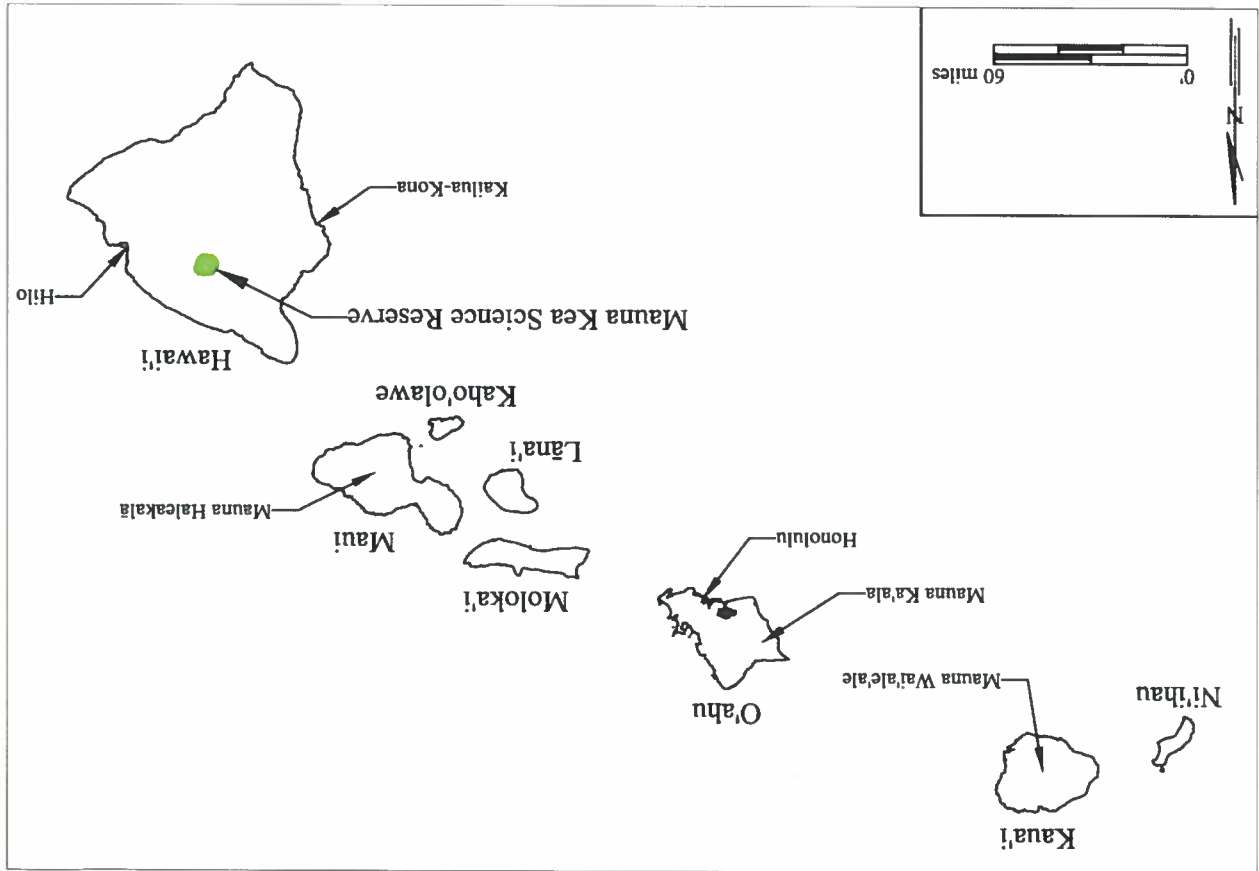 Kaua'i
Ni'ihau
Mauna Wai'ale'ale
O'ahu
Mauna Ka'ala
Honolulu
Moloka'i
Maui
Mauna Haleakalā
Lāna'i
Kaho'olawe
Hawai'i
Mauna Kea Science Reserve
Hilo
Kailua-Kona
N
0' 60 miles